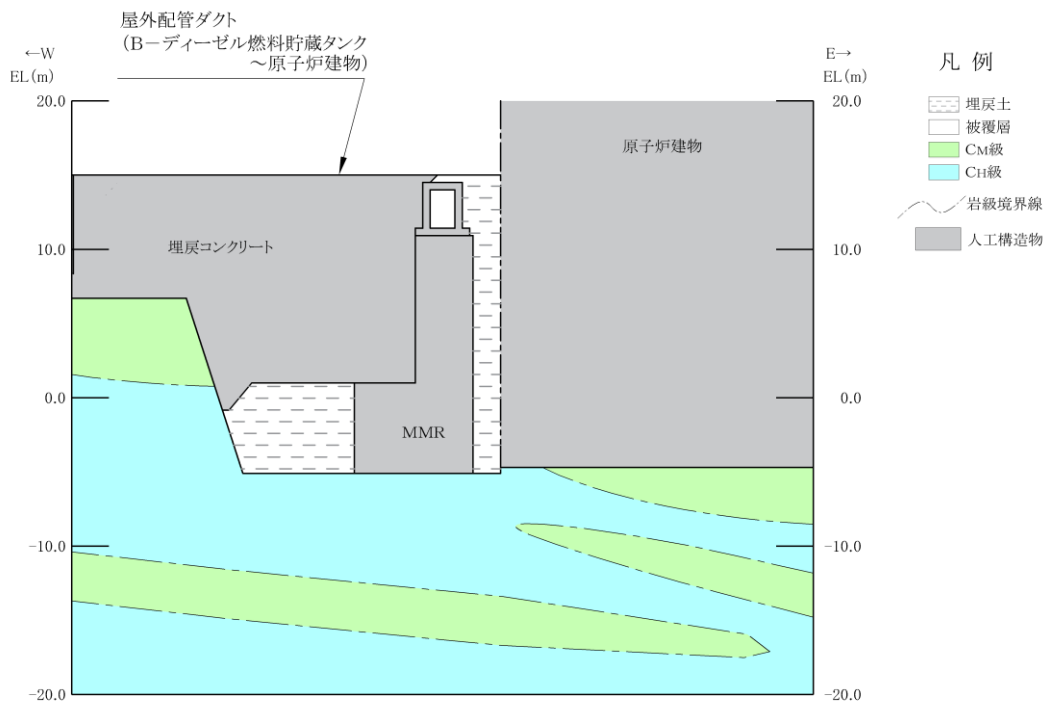 屋外配管ダクト
(B－ディーゼル燃料貯蔵タンク
～原子炉建物)
←W
EL(m)
E→
EL(m)
凡 例
20.0
20.0
埋戻土
被覆層
CM級
CH級
岩級境界線
人工構造物
原子炉建物
埋戻コンクリート
10.0
10.0
0.0
0.0
MMR
-10.0
-10.0
-20.0
-20.0